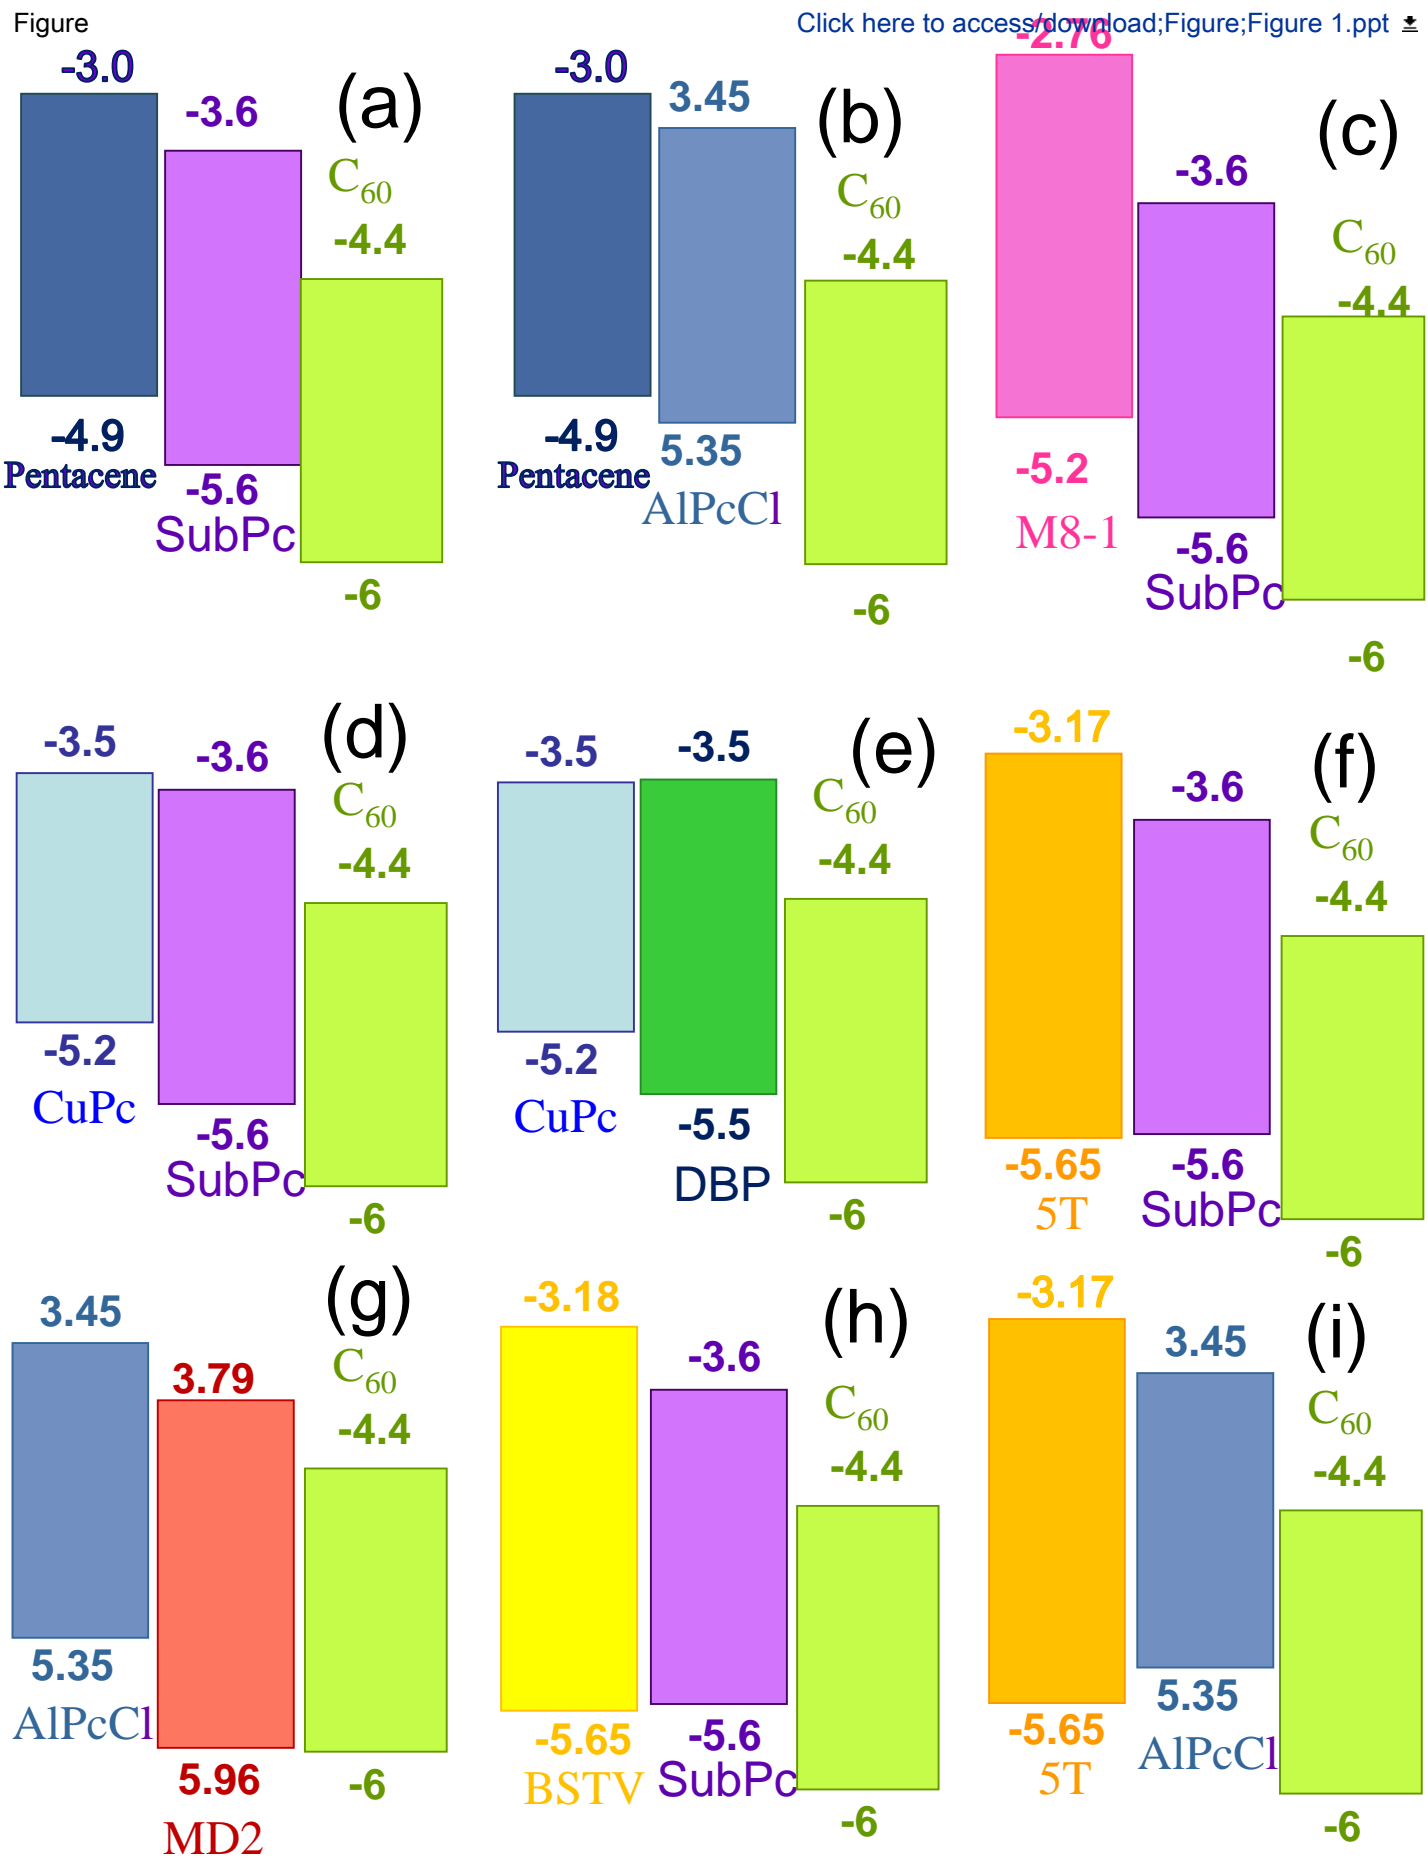 Figure
Click here to access/download;Figure;Figure 1.ppt
-3.0
-3.6
(a)
C60
-4.4
-4.9
Pentacene
-5.6
SubPc
-6
-3.0
3.45
(b)
C60
-4.4
-4.9
Pentacene
5.35
AlPcCl
-6
-2.76
(c)
-3.6
C60
-4.4
-5.2
M8-1
-5.6
SubPc
-6
-3.5
-3.6
(d)
C60
-4.4
-5.2
CuPc
-5.6
SubPc
-6
-3.5
-3.5
(e)
C60
-4.4
-5.2
CuPc
-5.5
DBP
-6
-3.17
-3.6
(f)
C60
-4.4
-5.65
5T
-5.6
SubPc
-6
3.45
3.79
(g)
C60
-4.4
5.35
AlPcCl
5.96
MD2
-6
-3.18
-3.6
(h)
C60
-4.4
-5.65
BSTV
-5.6
SubPc
-6
-3.17
3.45
(i)
C60
-4.4
-5.65
5T
5.35
AlPcCl
-6